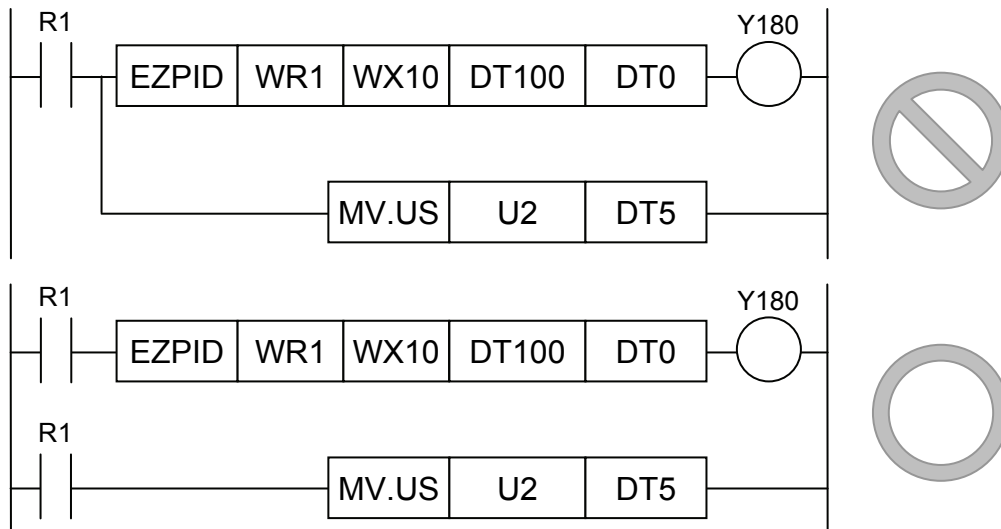 R1
Y180
EZPID WR1 WX10 DT100 DT0
MV.US U2 DT5
R1
Y180
EZPID WR1 WX10 DT100 DT0
R1
MV.US U2 DT5